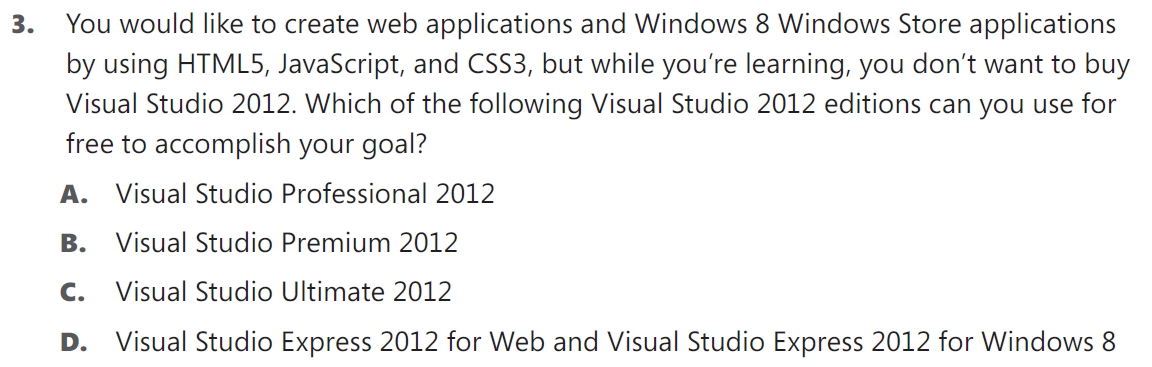 3. You would like to create web applications and Windows 8 Windows Store applications
by using HTML5, JavaScript, and CSS3, but while you’re learning, you don’t want to buy
Visual Studio 2012. Which of the following Visual Studio 2012 editions can you use for
free to accomplish your goal?
A. Visual Studio Professional 2012
B. Visual Studio Premium 2012
C. Visual Studio Ultimate 2012
D. Visual Studio Express 2012 for Web and Visual Studio Express 2012 for Windows 8